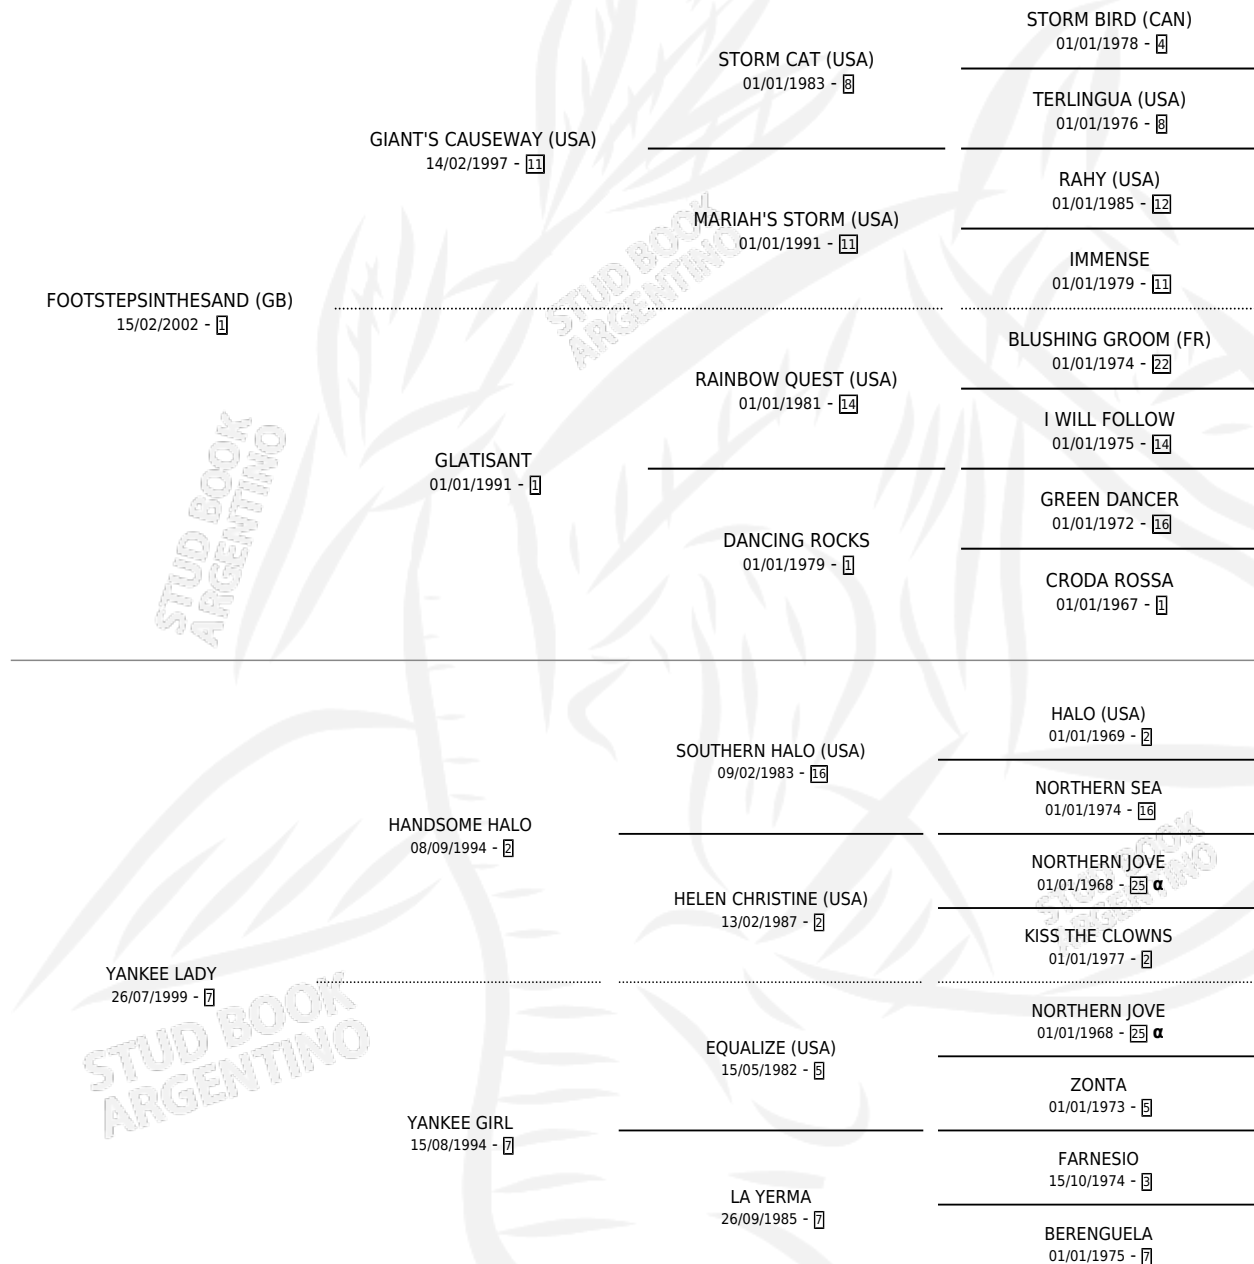 STORM BIRD (CAN)
01/01/1978 - 4
STORM CAT (USA)
01/01/1983 - 8
TERLINGUA (USA)
01/01/1976 - 8
GIANT'S CAUSEWAY (USA)
14/02/1997 - 11
RAHY (USA)
01/01/1985 - 12
MARIAH'S STORM (USA)
01/01/1991 - 11
IMMENSE
01/01/1979 - 11
FOOTSTEPSINTHESAND (GB)
15/02/2002 - 1
BLUSHING GROOM (FR)
01/01/1974 - 22
RAINBOW QUEST (USA)
01/01/1981 - 14
I WILL FOLLOW
01/01/1975 - 14
GLATISANT
01/01/1991 - 1
GREEN DANCER
01/01/1972 - 16
DANCING ROCKS
01/01/1979 - 1
CRODA ROSSA
01/01/1967 - 1
HALO (USA)
01/01/1969 - 2
SOUTHERN HALO (USA)
09/02/1983 - 16
NORTHERN SEA
01/01/1974 - 16
HANDSOME HALO
08/09/1994 - 2
NORTHERN JOVE
01/01/1968 - 25 α
HELEN CHRISTINE (USA)
13/02/1987 - 2
KISS THE CLOWNS
01/01/1977 - 2
YANKEE LADY
26/07/1999 - 7
NORTHERN JOVE
01/01/1968 - 25 α
EQUALIZE (USA)
15/05/1982 - 5
ZONTA
01/01/1973 - 5
YANKEE GIRL
15/08/1994 - 7
FARNESIO
15/10/1974 - 3
LA YERMA
26/09/1985 - 7
BERENGUELA
01/01/1975 - 7
STUD BOOK
ARGENTINO
STUD BOOK
ARGENTINO
STUD BOOK
ARGENTINO
STUD BOOK
ARGENTINO